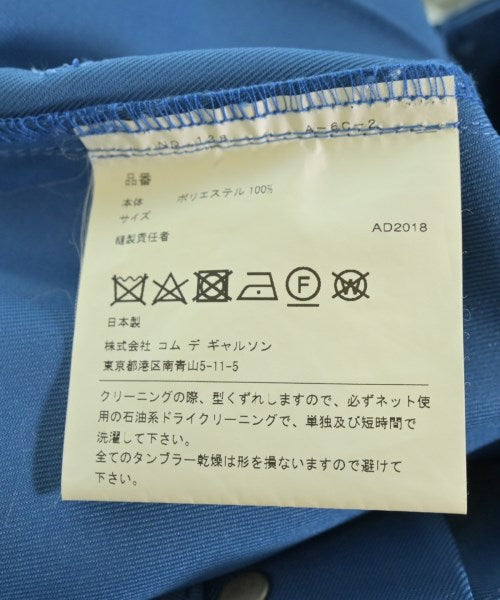 A-6C-2
品番
本体 ポリエステル 100%
サイズ
縫製責任者
AD2018
F
W
日本製
株式会社 コム デ ギャルソン
東京都港区南青山5-11-5
クリーニングの際、型くずれしますので、必ずネット使
用の石油系ドライクリーニングで、単独及び短時間で
洗濯して下さい。
全てのタンブラー乾燥は形を損ないますので避けて
下さい。